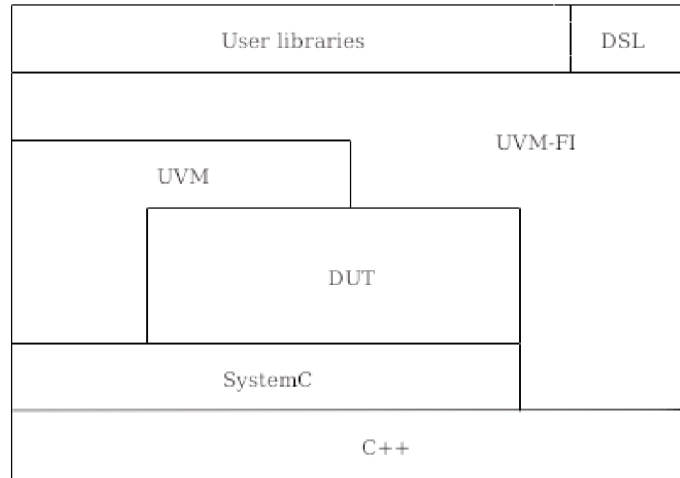 User libraries
DSL
UVM-FI
UVM
DUT
SystemC
C++